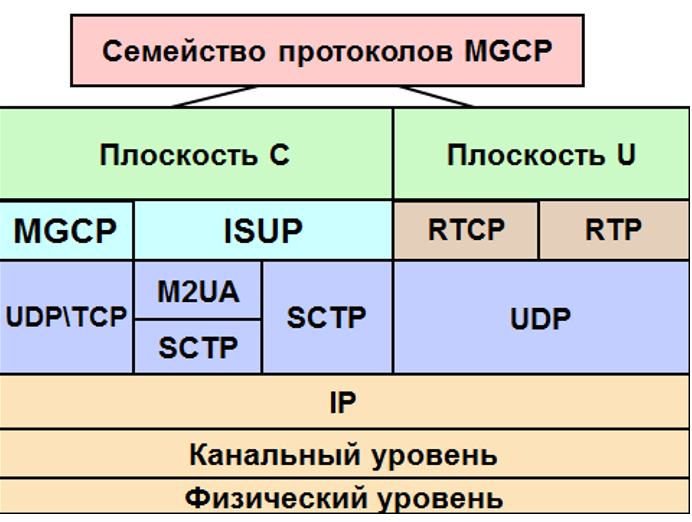 Семейство протоколов MGCP
Плоскость C
Плоскость U
MGCP
ISUP
RTCP
RTP
UDP\TCP
M2UA
SCTP
SCTP
UDP
IP
Канальный уровень
Физический уровень